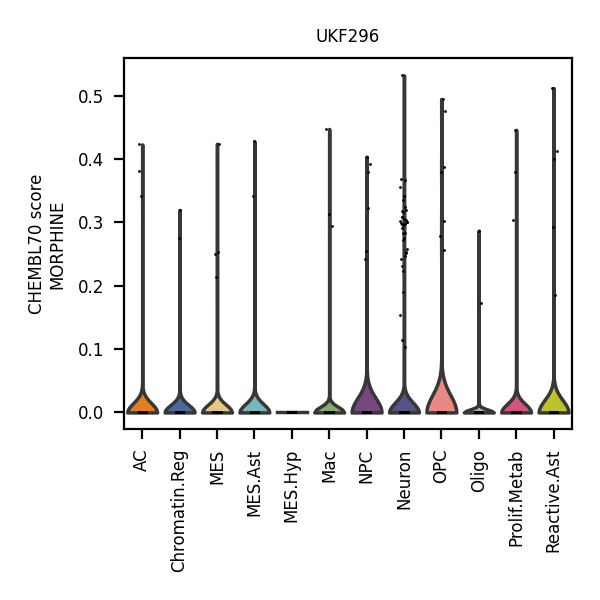 UKF296
CHEMBL70 score
MORPHINE
0.5
0.4
0.3
0.2
0.1
0.0
AC
Chromatin.Reg
MES
MES.Ast
MES.Hyp
Mac
NPC
Neuron
OPC
Oligo
Prolif.Metab
Reactive.Ast